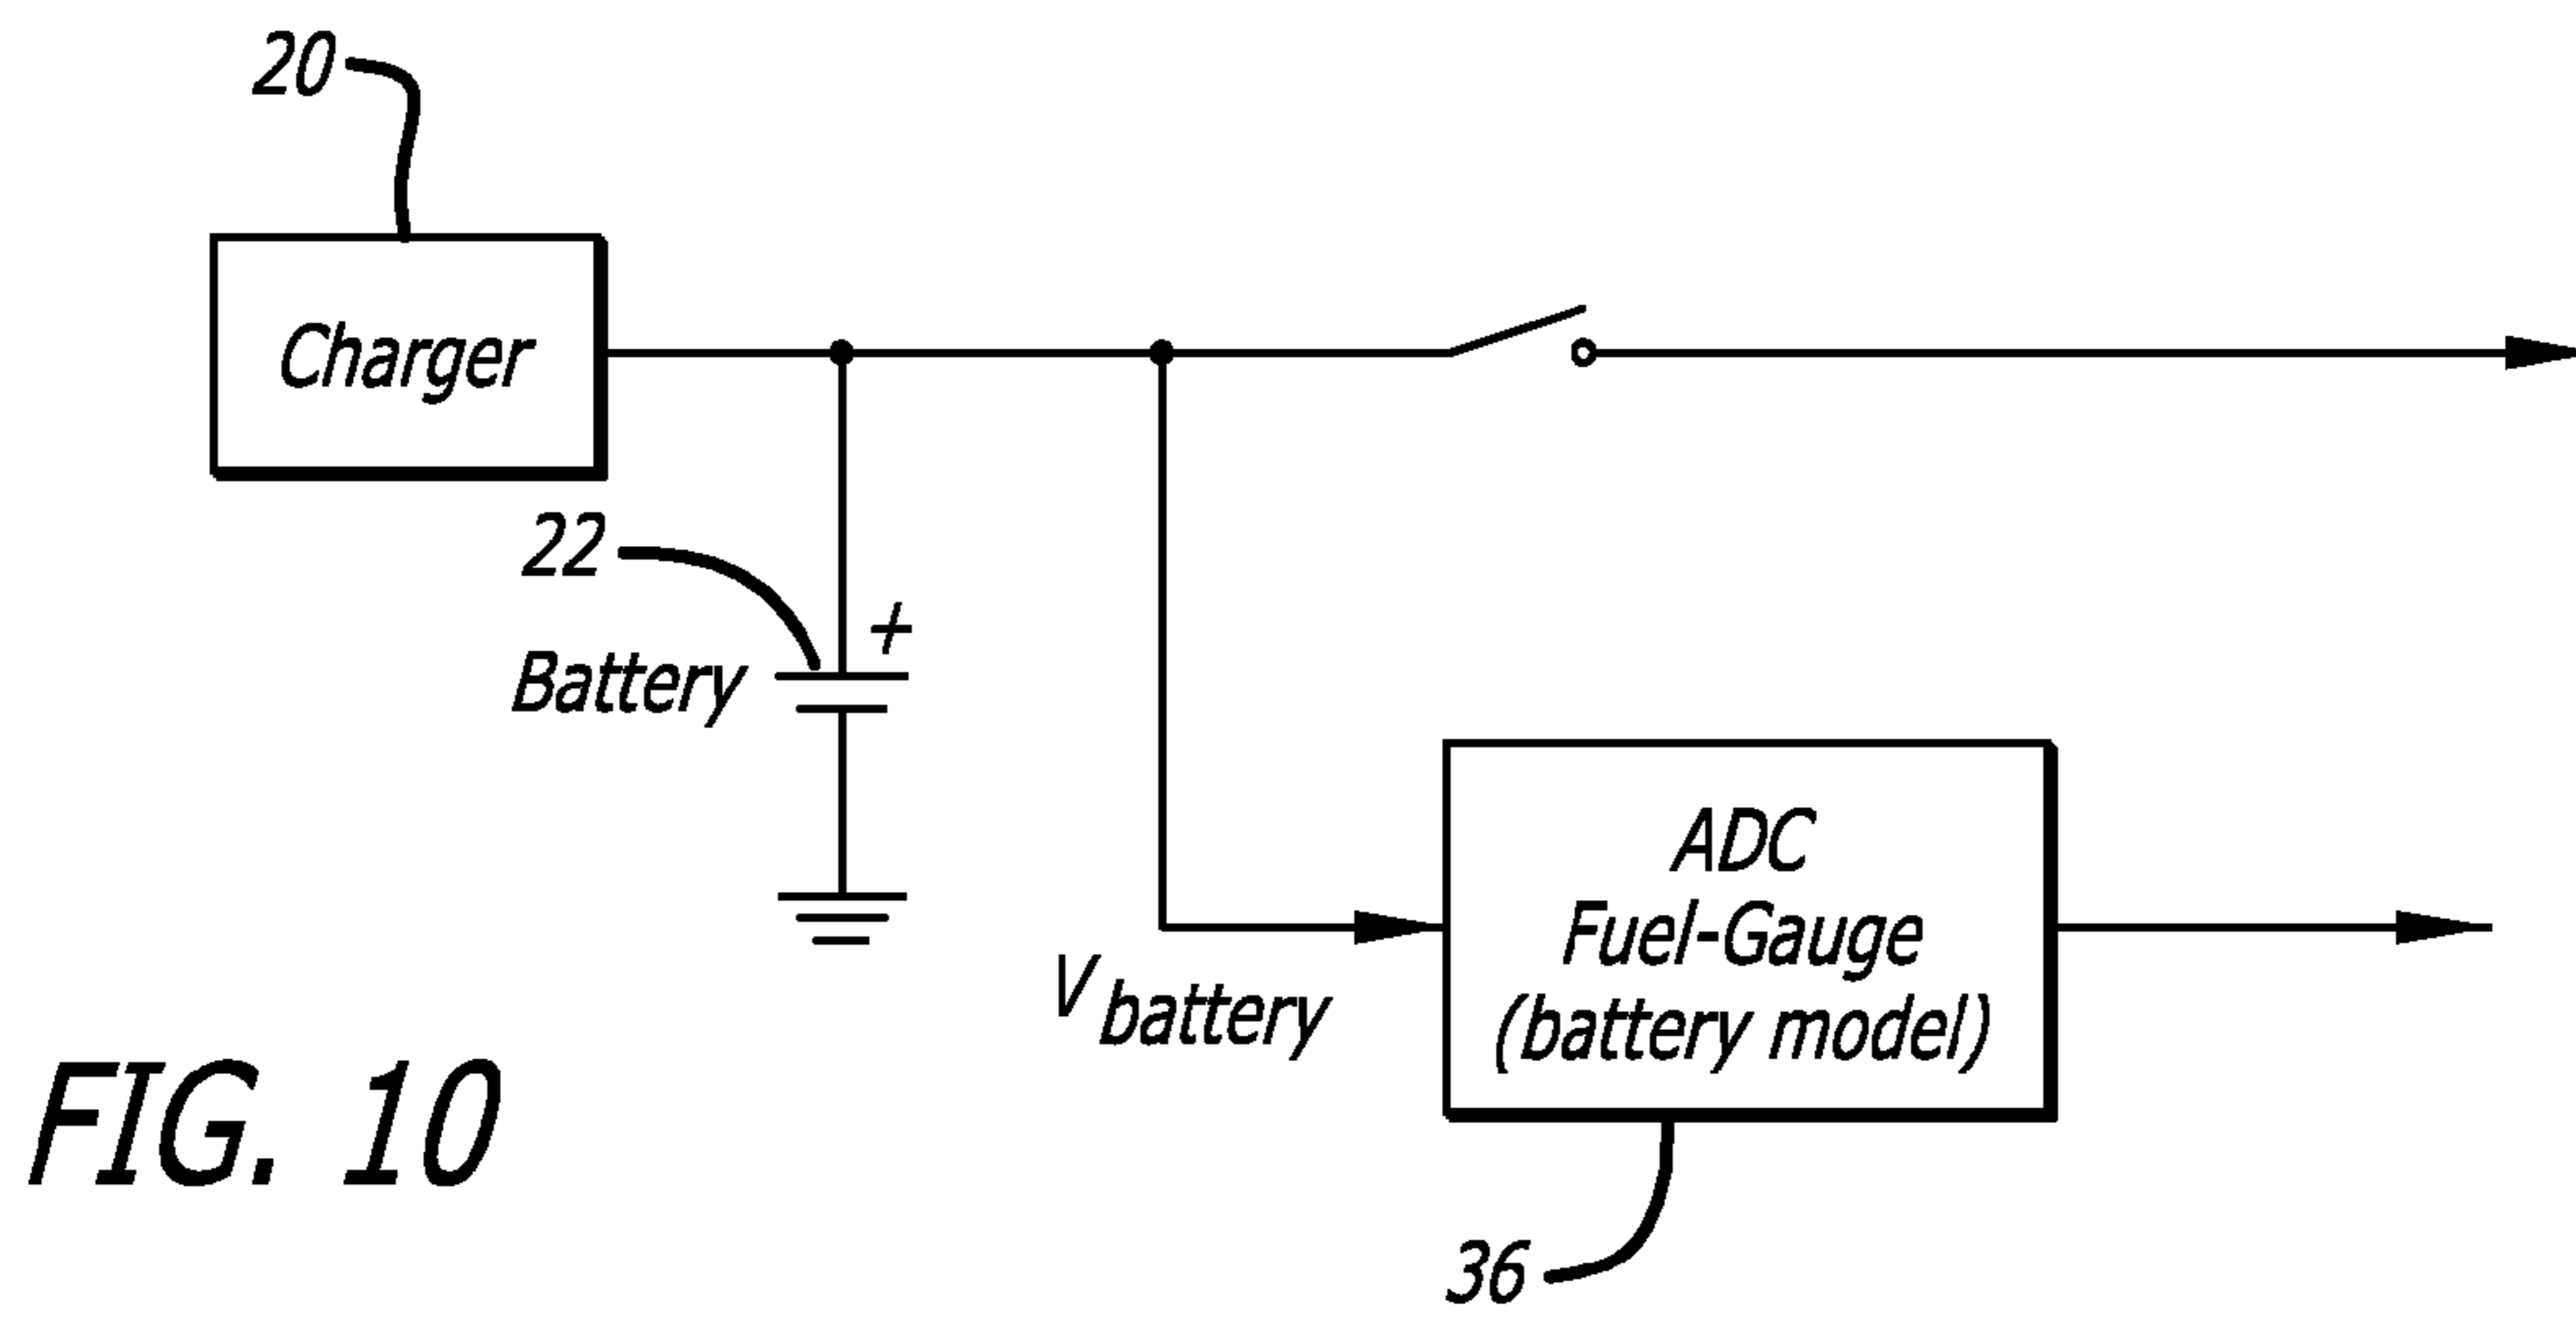 20
Charger
22
+
Battery
ADC
Fuel-Gauge
(battery model)
V battery
FIG. 10
36